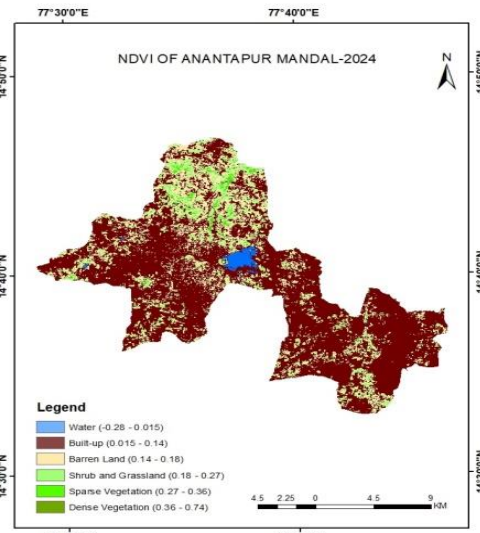 77°30'0"E 77°40'0"E
NDVI OF ANANTAPUR MANDAL-2024
N
14°50'0"N
14°40'0"N 14°40'0"N
14°30'0"N
Legend
Water (-0.28 - 0.015)
Built-up (0.015 - 0.14)
Barren Land (0.14 - 0.18)
Shrub and Grassland (0.18 - 0.27)
Sparse Vegetation (0.27 - 0.36)
Dense Vegetation (0.36 - 0.74)
4.5 2.25 0 4.5 9
KM